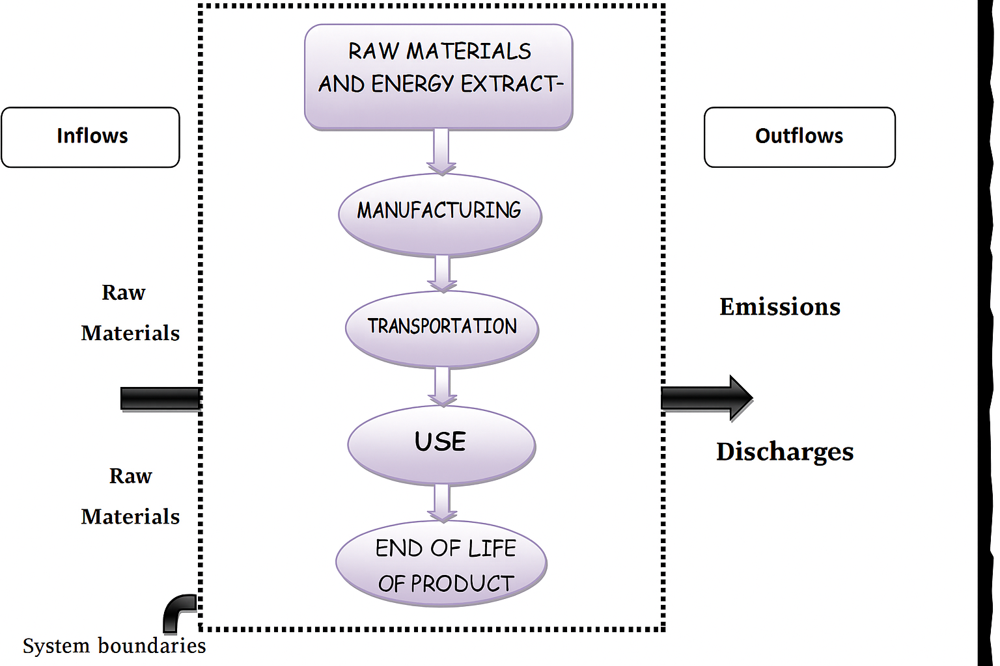 RAW MATERIALS
AND ENERGY EXTRACT-
Inflows
Outflows
MANUFACTURING
Raw
Materials
Emissions
TRANSPORTATION
USE
Discharges
Raw
Materials
END OF LIFE
OF PRODUCT
System boundaries